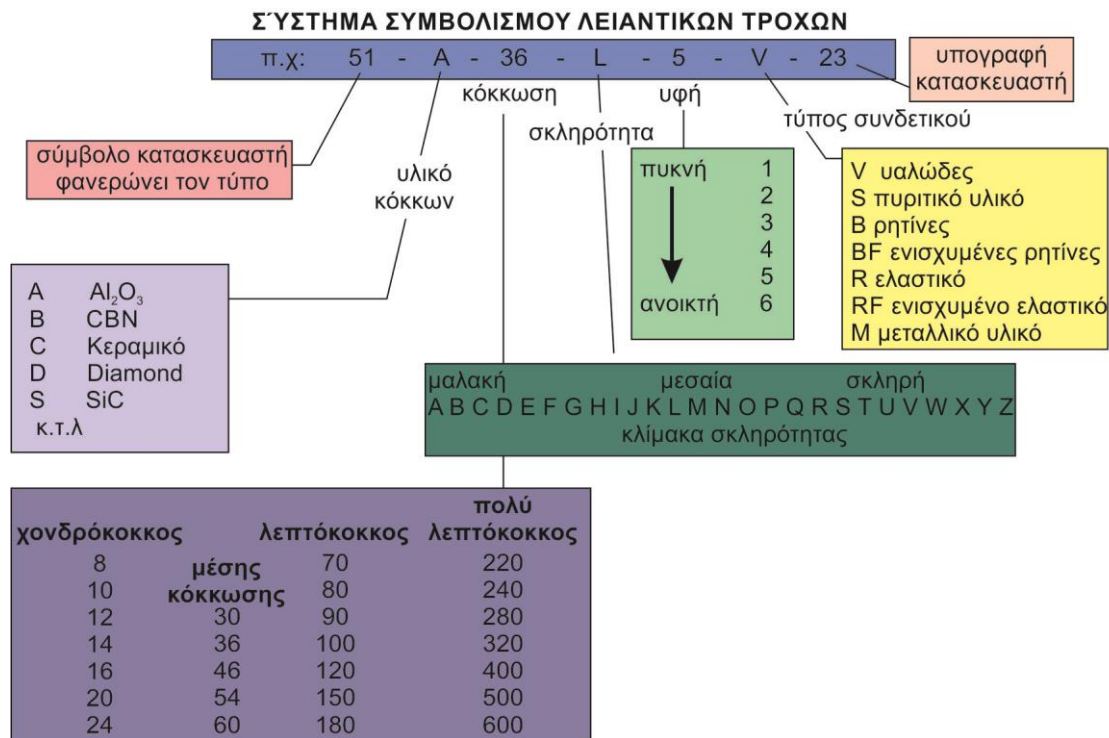 ΣΎΣΤΗΜΑ ΣΥΜΒΟΛΙΣΜΟΥ ΛΕΙΑΝΤΙΚΩΝ ΤΡΟΧΩΝ
π.χ: 51 - A - 36 - L - 5 - V - 23
υπογραφή
κατασκευαστή
κόκκωση
υφή
σκληρότητα
τύπος συνδετικού
σύμβολο κατασκευαστή
φανερώνει τον τύπο
υλικό
κόκκων
πυκνή 1
2
3
4
5
ανοικτή 6
V υαλώδες
S πυριτικό υλικό
B ρητίνες
BF ενισχυμένες ρητίνες
R ελαστικό
RF ενισχυμένο ελαστικό
M μεταλλικό υλικό
A Al₂O₃
B CBN
C Κεραμικό
D Diamond
S SiC
κ.τ.λ
μαλακή μεσαία σκληρή
A B C D E F G H I J K L M N O P Q R S T U V W X Y Z
κλίμακα σκληρότητας
χονδρόκοκκος
8
10
12
14
16
20
24
μέσης
κόκκωσης
30
36
46
54
60
λεπτόκοκκος
70
80
90
100
120
150
180
πολύ
λεπτόκοκκος
220
240
280
320
400
500
600